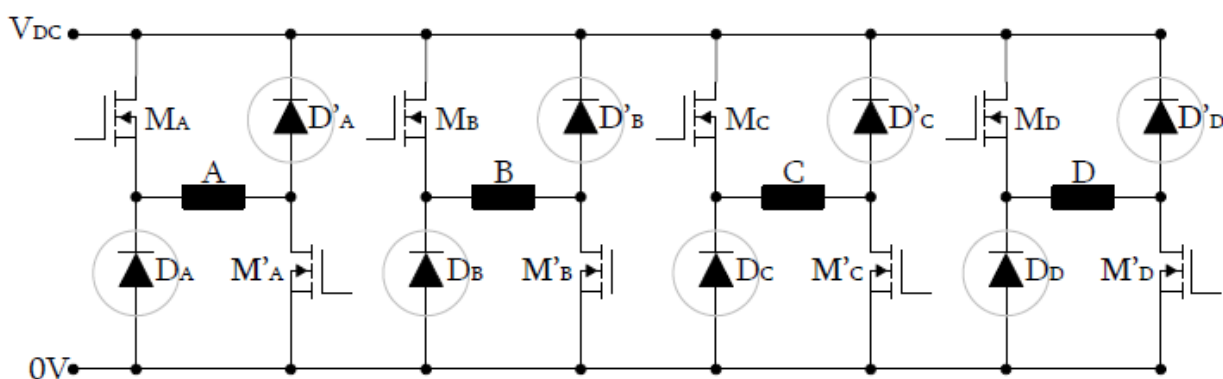 VDC
MA D'A MB D'B MC D'C MD D'D
A B C D
DA M'A DB M'B DC M'C DD M'D
0V